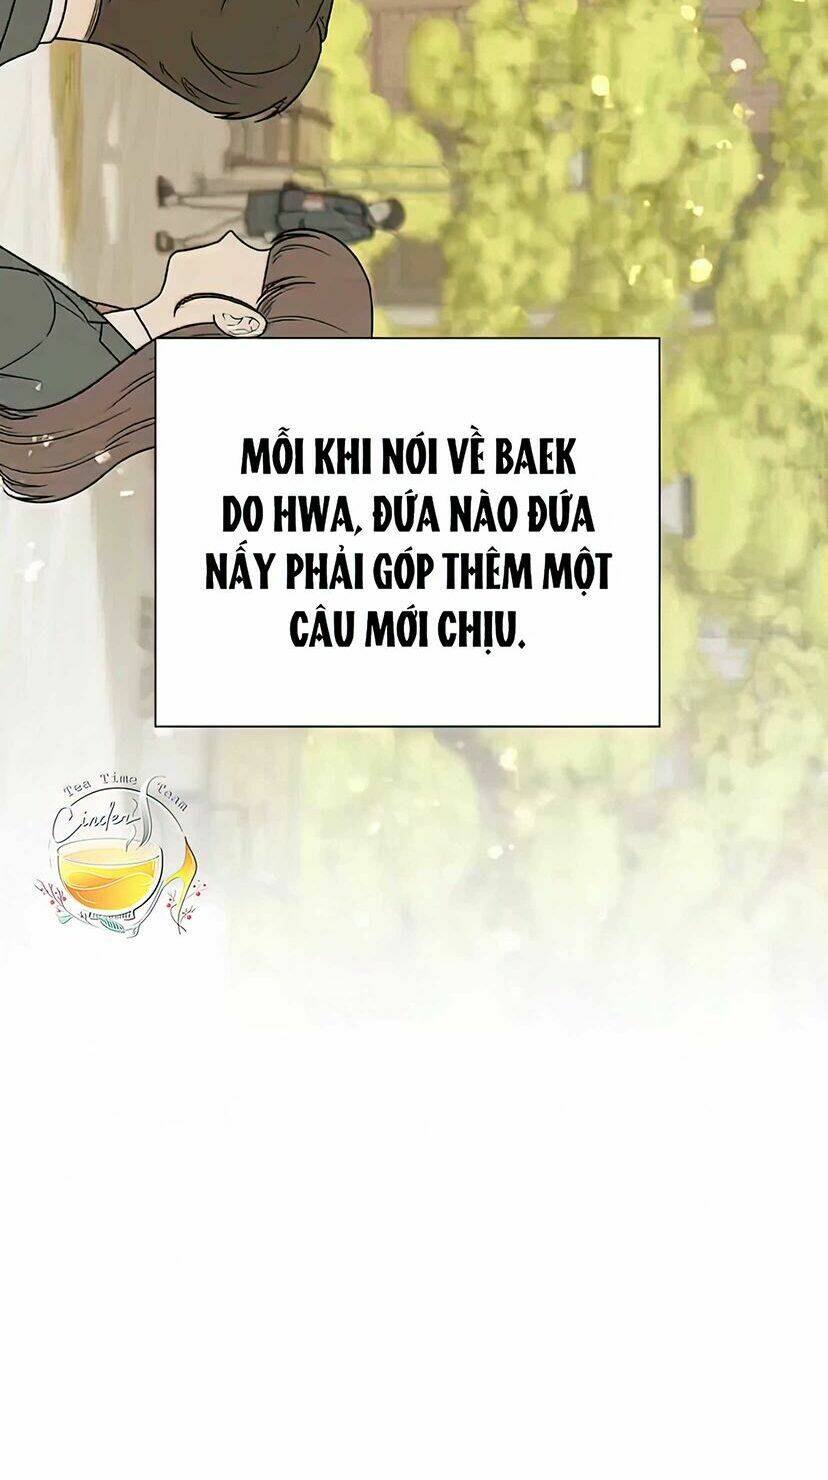 MỖI KHI NÓI VỀ BAEK
DO HWA, ĐỨA NÀO ĐỨA
NẤY PHẢI GÓP THÊM MỘT
CÂU MỚI CHỊU.
Tea Time Team
Cinder